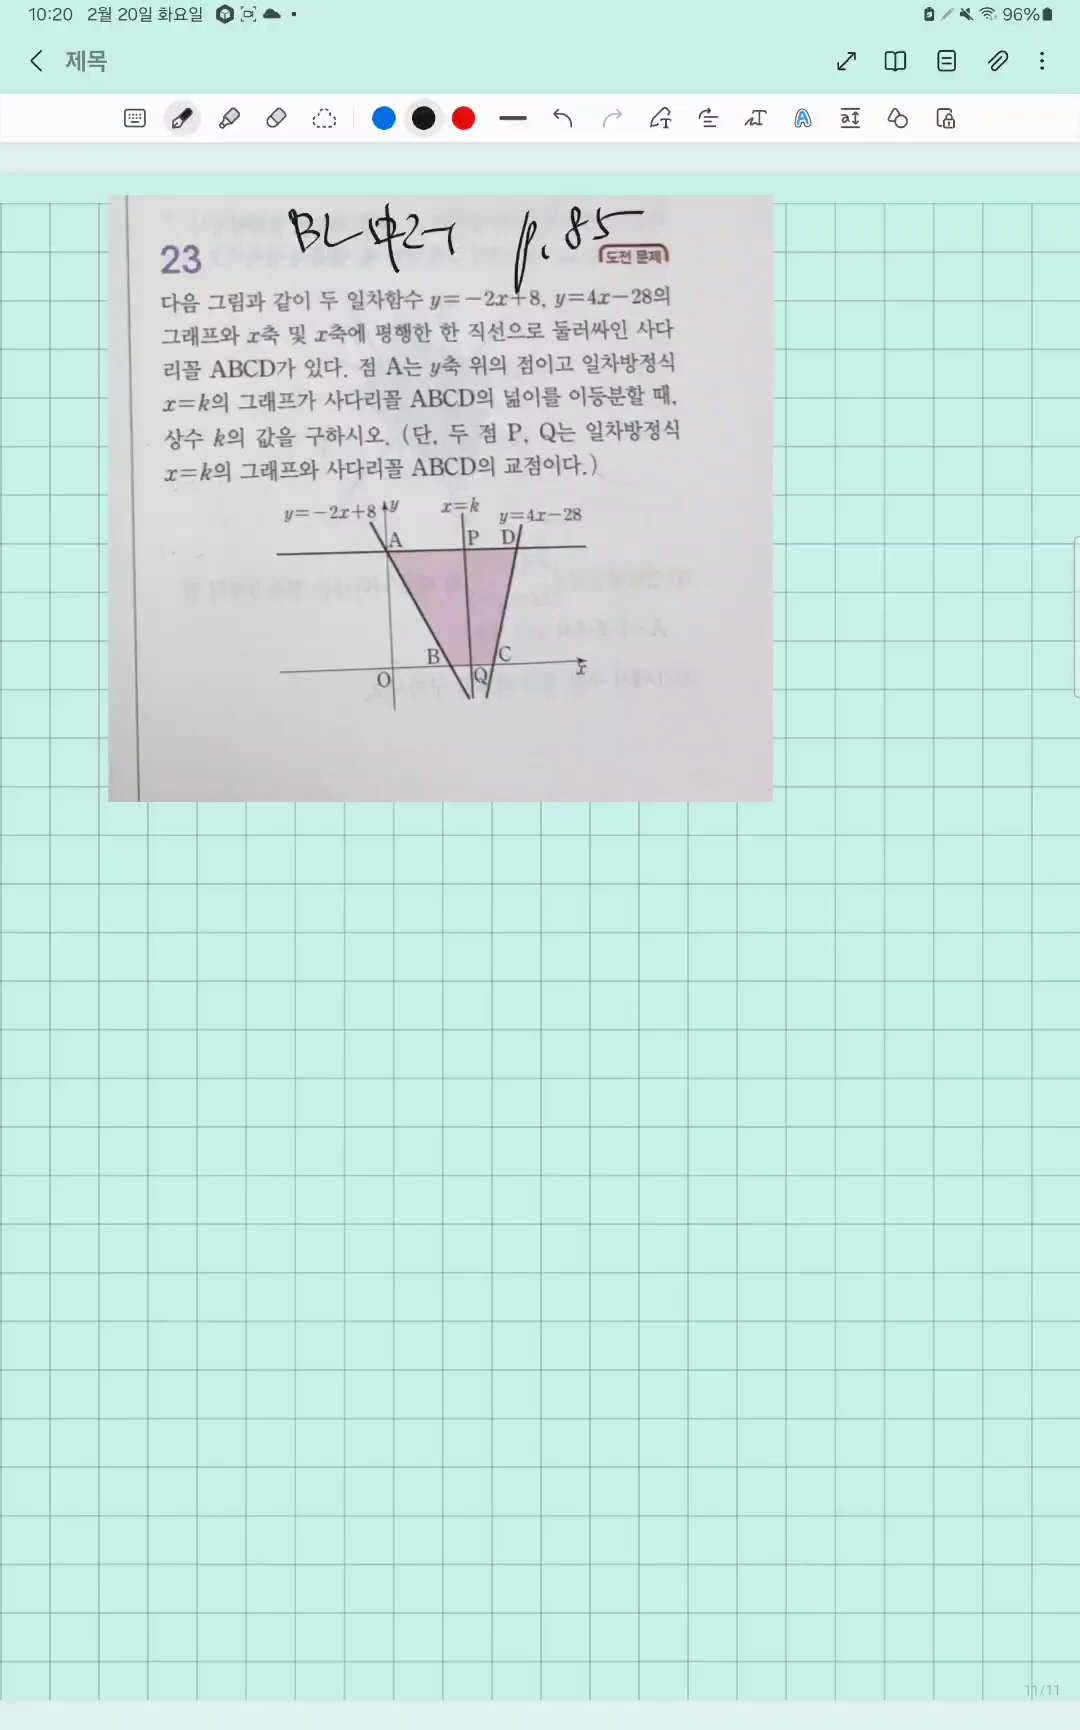 10:20 2월 20일 화요일
96%
제목
BL 中2-1 p.85
23
도전 문제
다음 그림과 같이 두 일차함수 y=-2x+8, y=4x-28의
그래프와 x축 및 x축에 평행한 한 직선으로 둘러싸인 사다
리꼴 ABCD가 있다. 점 A는 y축 위의 점이고 일차방정식
x=k의 그래프가 사다리꼴 ABCD의 넓이를 이등분할 때,
상수 k의 값을 구하시오. (단, 두 점 P, Q는 일차방정식
x=k의 그래프와 사다리꼴 ABCD의 교점이다.)
y=-2x+8 y x=k y=4x-28
A P D
B C
O Q x
11/11